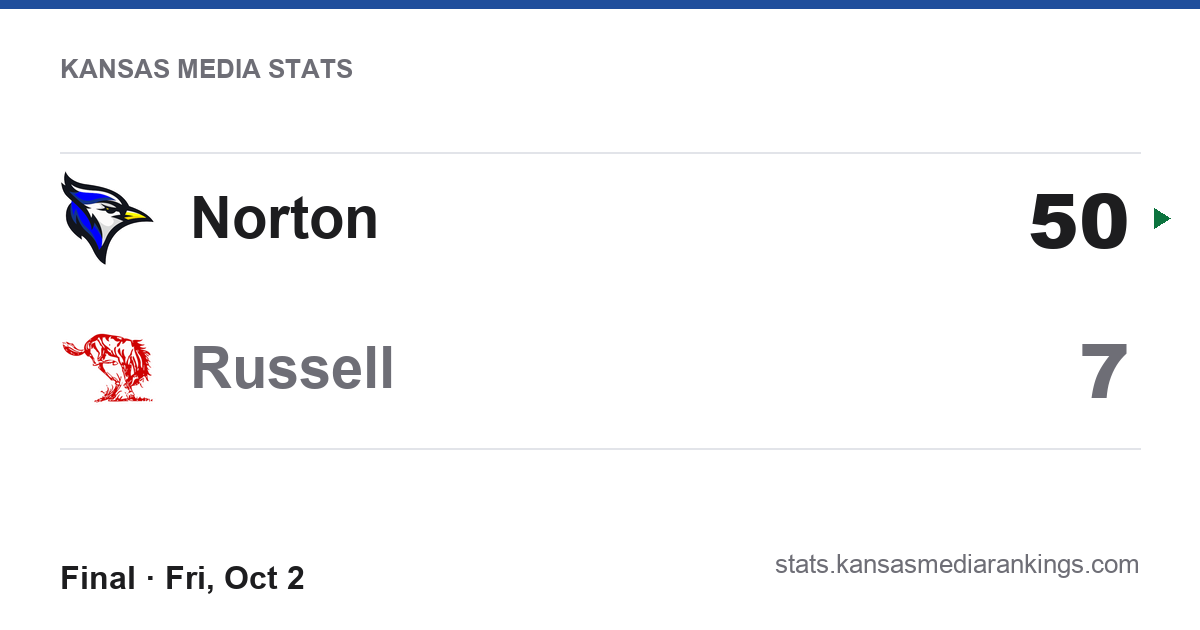 KANSAS MEDIA STATS
Norton 50
Russell 7
Final · Fri, Oct 2
stats.kansasmediarankings.com